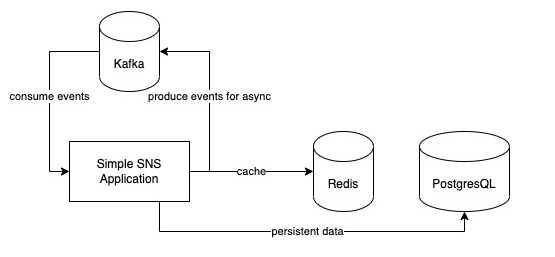 Kafka
consume events
produce events for async
Simple SNS
Application
cache
Redis
PostgresQL
persistent data